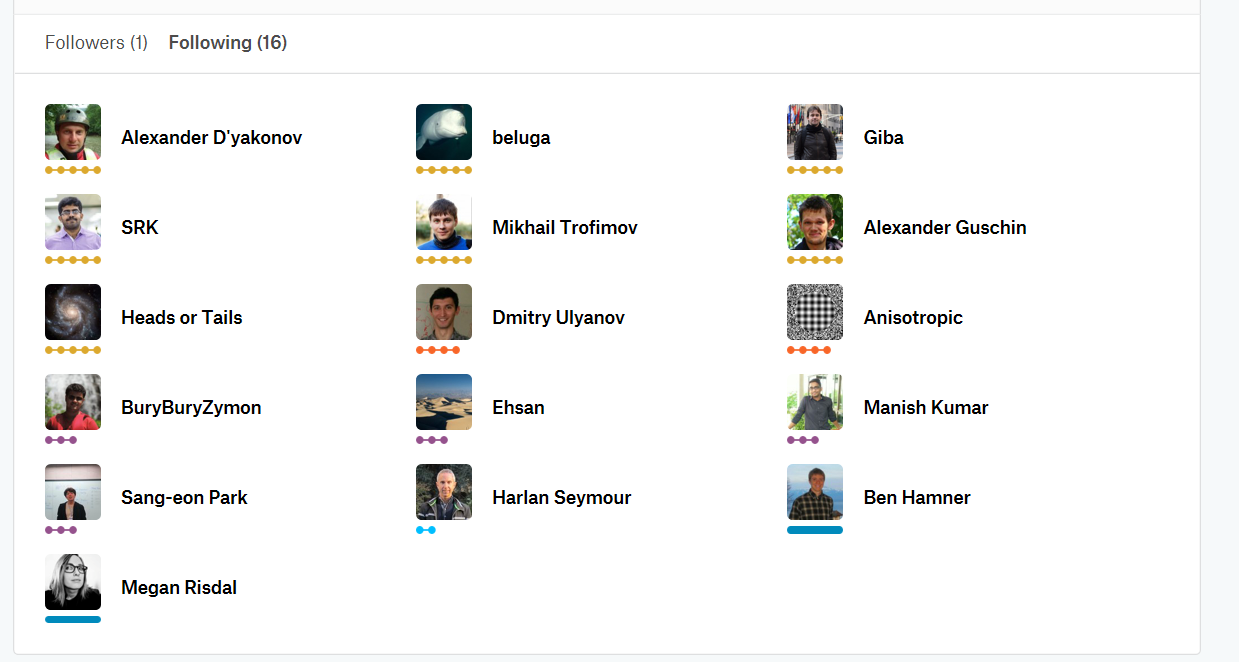 Followers (1) Following (16)
Alexander D'yakonov beluga Giba
SRK Mikhail Trofimov Alexander Guschin
Heads or Tails Dmitry Ulyanov Anisotropic
BuryBuryZymon Ehsan Manish Kumar
Sang-eon Park Harlan Seymour Ben Hamner
Megan Risdal